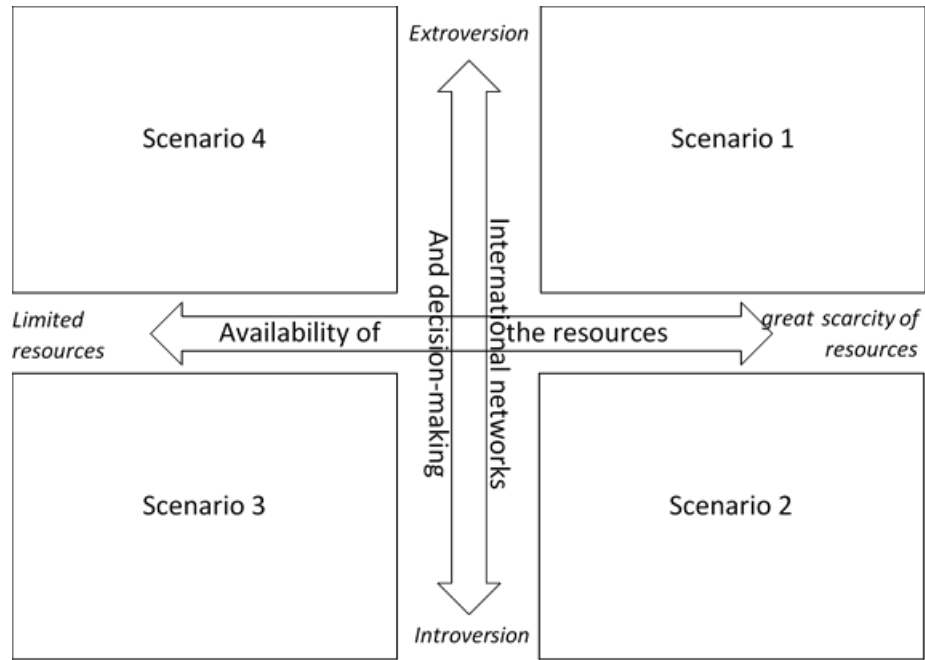 Extroversion
Scenario 4
Scenario 1
International networks
And decision-making
Limited
resources
Availability of the resources
great scarcity of
resources
Scenario 3
Scenario 2
Introversion